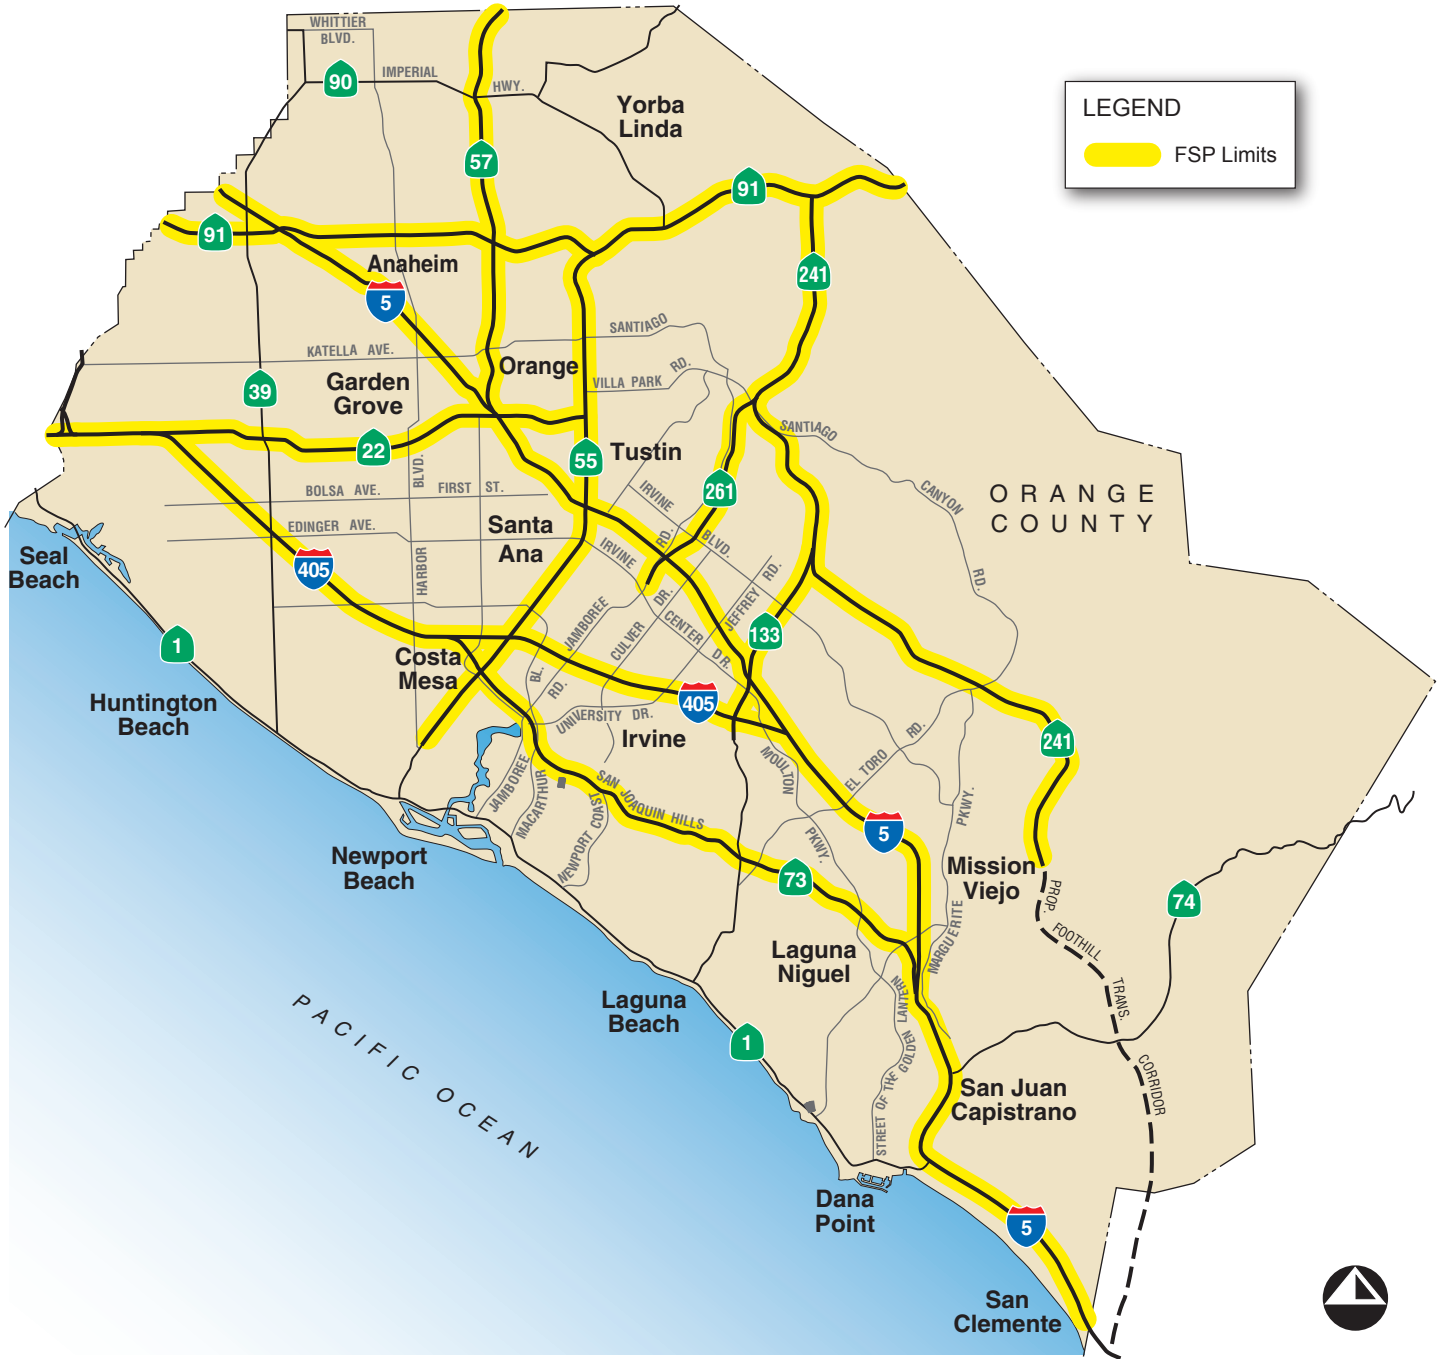 WHITTIER
BLVD.
90
IMPERIAL
HWY.
LEGEND
FSP Limits
Yorba
Linda
57
91
91
241
Anaheim
5
SANTIAGO
KATELLA AVE.
Orange
VILLA PARK
RD.
Garden
Grove
39
22
55
Tustin
SANTIAGO
CANYON
RD.
BLVD.
261
IRVINE
BLVD.
ORANGE
COUNTY
BOLSA AVE.
FIRST ST.
EDINGER AVE.
Santa
Ana
IRVINE
CENTER
DR.
RD.
JEFFREY
RD.
Seal
Beach
405
HARBOR
JAMBOREE
RD.
CULVER
DR.
133
1
Costa
Mesa
BL.
405
UNIVERSITY DR.
Irvine
Huntington
Beach
241
EL TORO
RD.
MOULTON
PKWY.
PKWY.
JAMBOREE
MACARTHUR
NEWPORT COAST
SAN JOAQUIN HILLS
5
Newport
Beach
73
Mission
Viejo
MARGUERITE
PROP.
FOOTHILL
TRANS.
CORRIDOR
74
Laguna
Niguel
STREET OF THE GOLDEN LANTERN
Laguna
Beach
1
PACIFIC OCEAN
San Juan
Capistrano
Dana
Point
5
San
Clemente